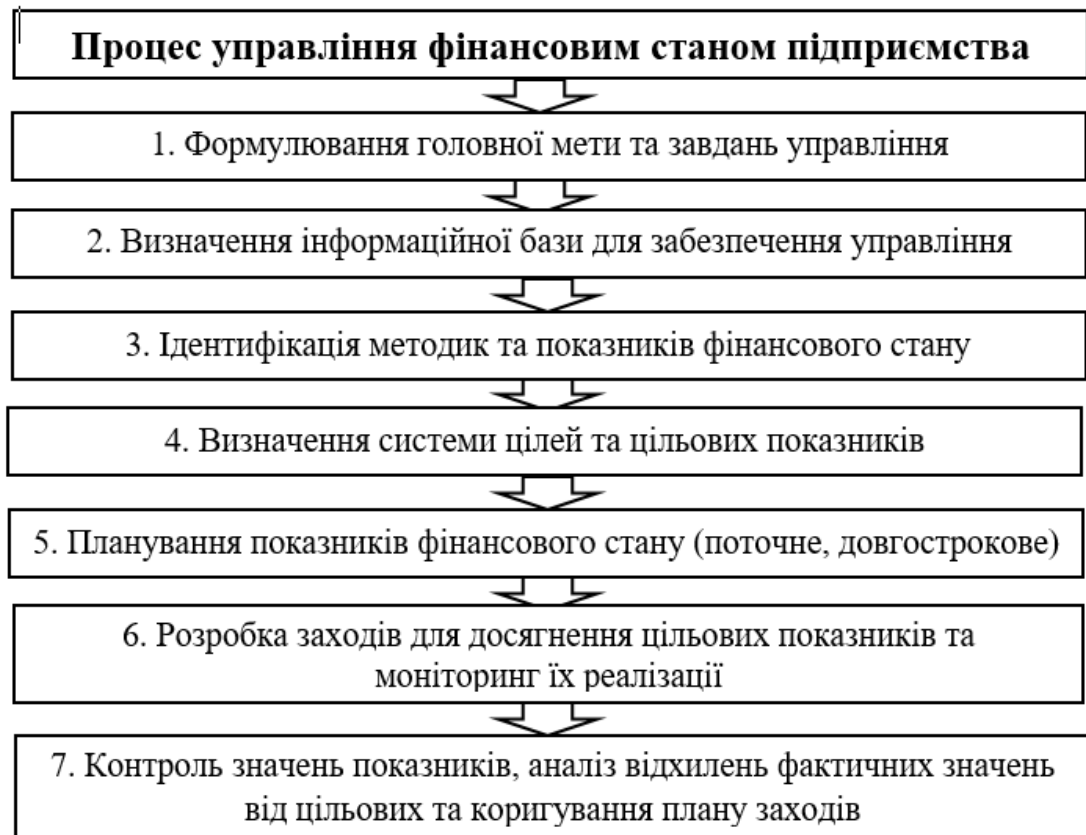 Процес управління фінансовим станом підприємства
1. Формулювання головної мети та завдань управління
2. Визначення інформаційної бази для забезпечення управління
3. Ідентифікація методик та показників фінансового стану
4. Визначення системи цілей та цільових показників
5. Планування показників фінансового стану (поточне, довгострокове)
6. Розробка заходів для досягнення цільових показників та
моніторинг їх реалізації
7. Контроль значень показників, аналіз відхилень фактичних значень
від цільових та коригування плану заходів